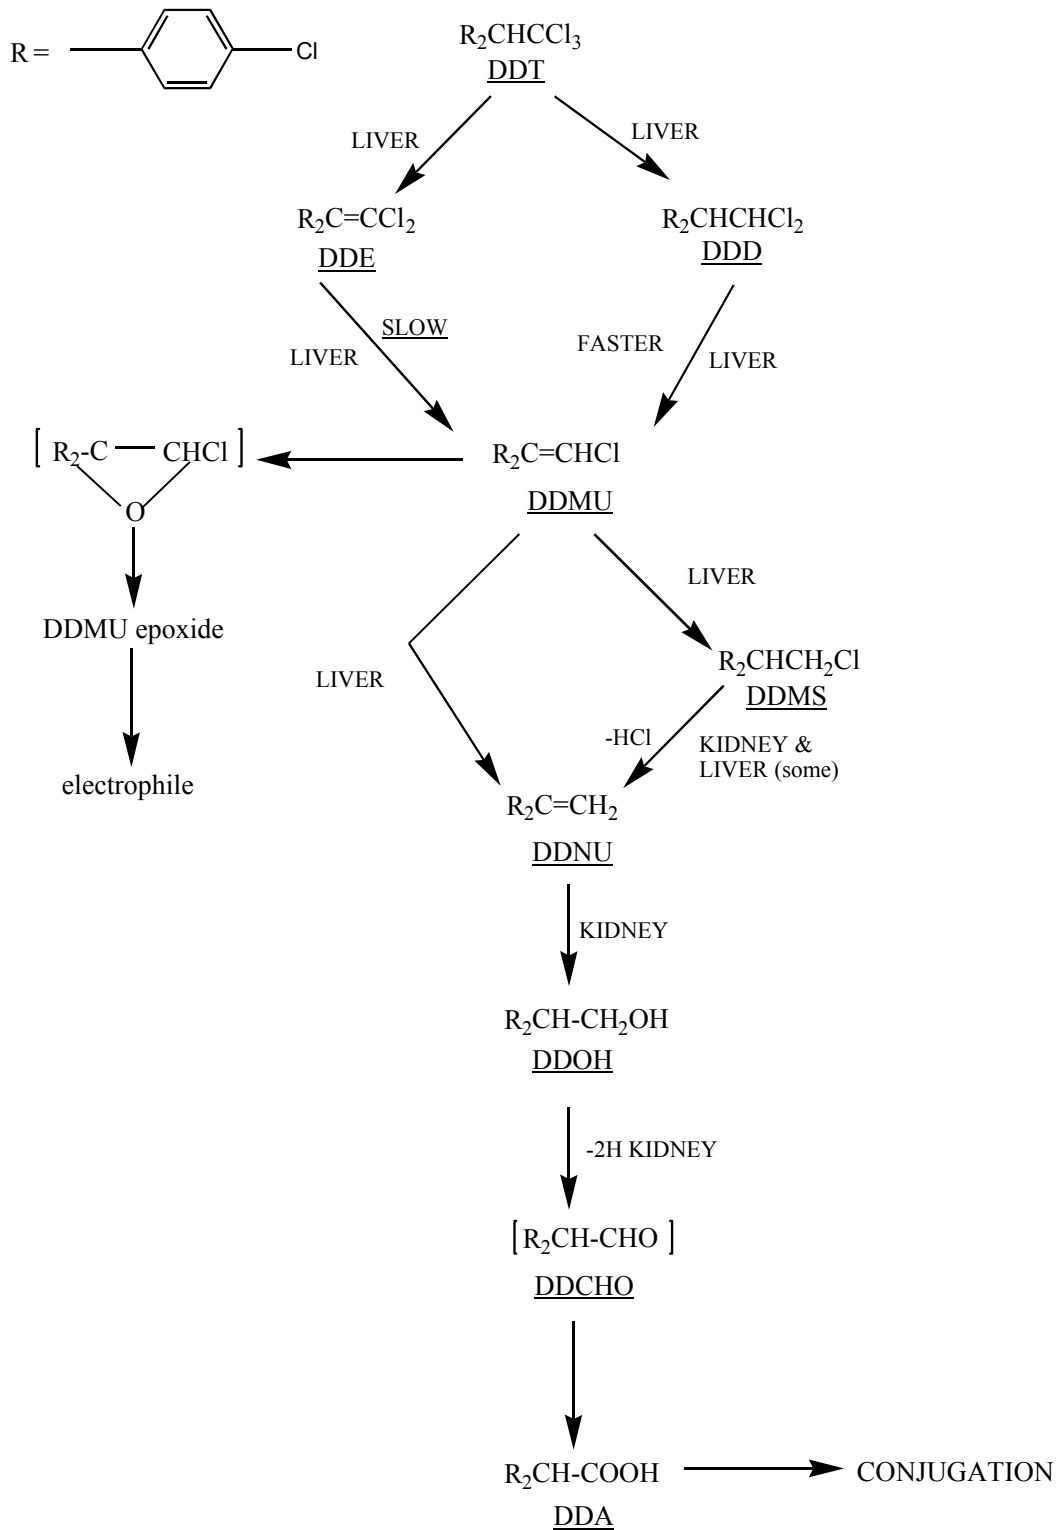 R = Cl
R₂CHCCl₃
DDT
LIVER
LIVER
R₂C=CCl₂
DDE
R₂CHCHCl₂
DDD
SLOW
LIVER
FASTER
LIVER
[ R₂-C CHCl ]
O
R₂C=CHCl
DDMU
LIVER
DDMU epoxide
LIVER
R₂CHCH₂Cl
DDMS
-HCl
KIDNEY &
LIVER (some)
electrophile
R₂C=CH₂
DDNU
KIDNEY
R₂CH-CH₂OH
DDOH
-2H KIDNEY
[ R₂CH-CHO ]
DDCHO
R₂CH-COOH
DDA
CONJUGATION